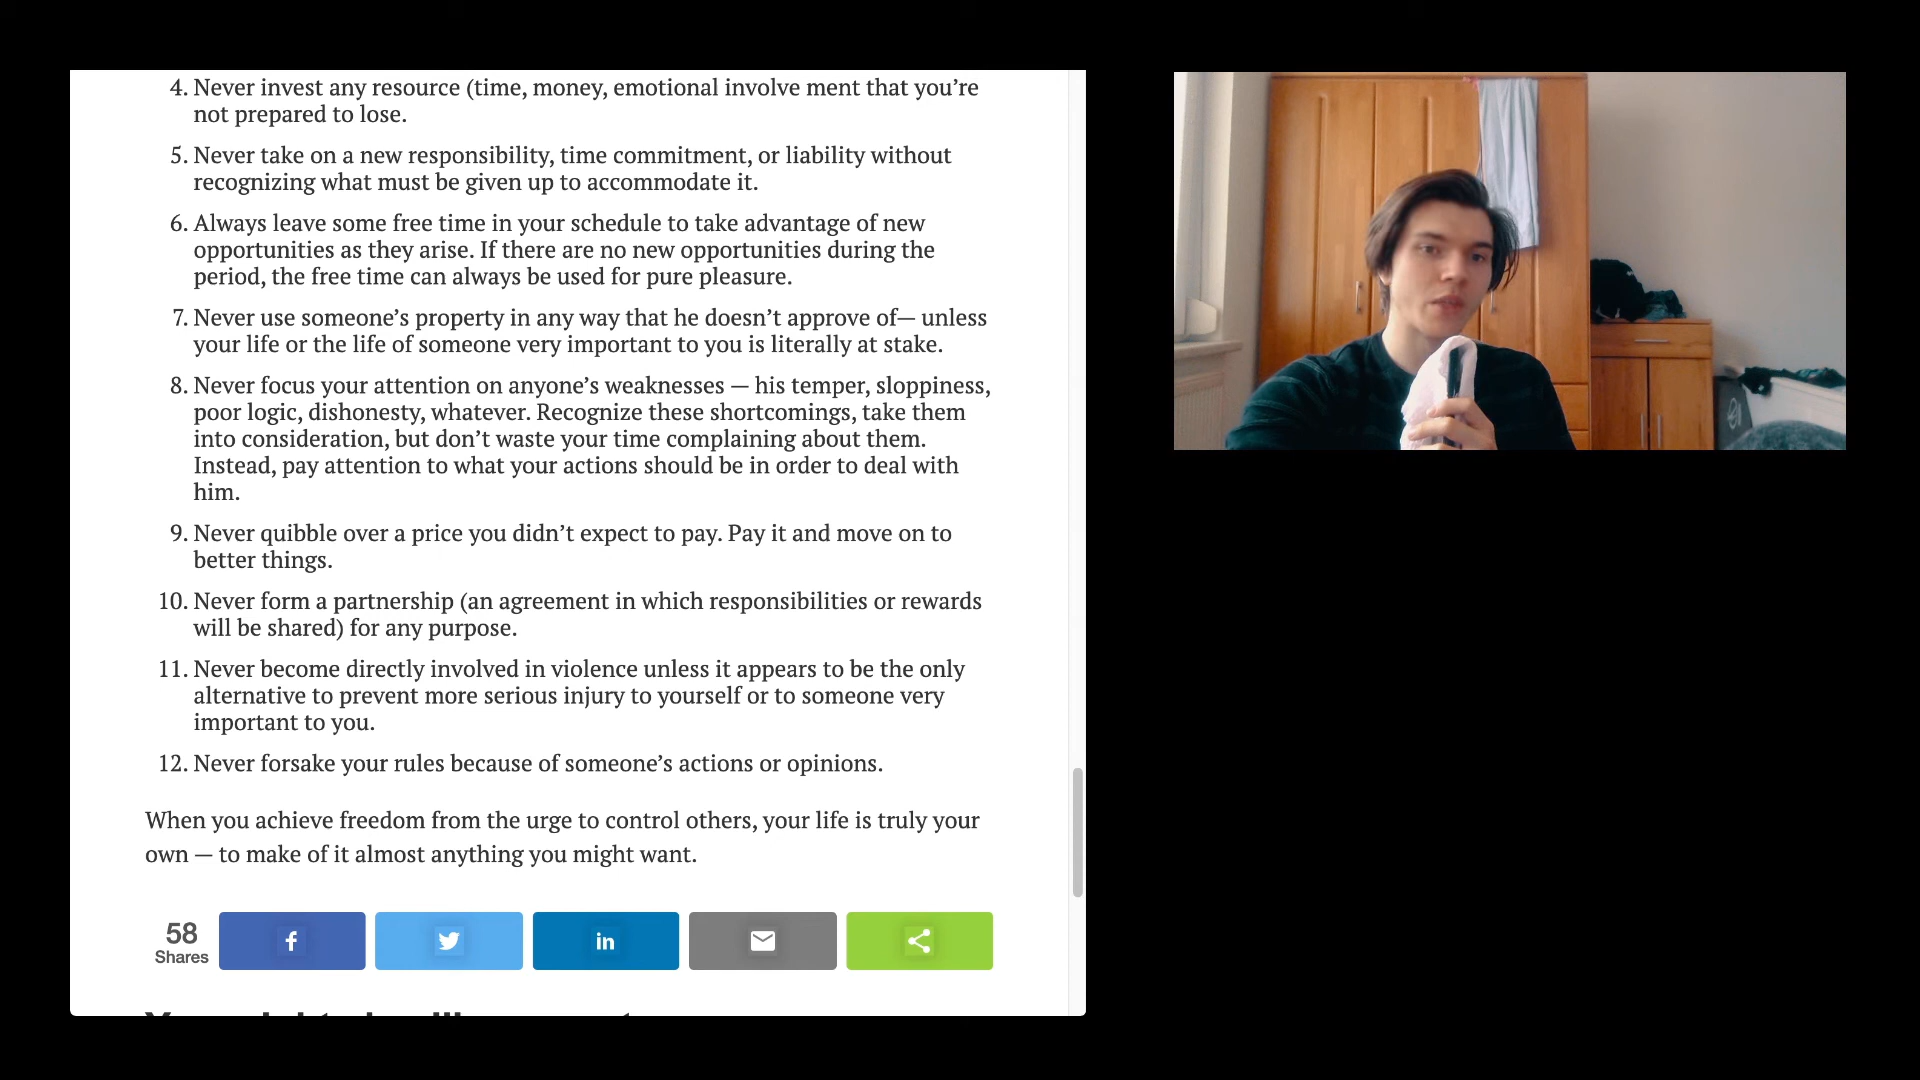 4. Never invest any resource (time, money, emotional involve ment that you’re
not prepared to lose.
5. Never take on a new responsibility, time commitment, or liability without
recognizing what must be given up to accommodate it.
6. Always leave some free time in your schedule to take advantage of new
opportunities as they arise. If there are no new opportunities during the
period, the free time can always be used for pure pleasure.
7. Never use someone’s property in any way that he doesn’t approve of— unless
your life or the life of someone very important to you is literally at stake.
8. Never focus your attention on anyone’s weaknesses — his temper, sloppiness,
poor logic, dishonesty, whatever. Recognize these shortcomings, take them
into consideration, but don’t waste your time complaining about them.
Instead, pay attention to what your actions should be in order to deal with
him.
9. Never quibble over a price you didn’t expect to pay. Pay it and move on to
better things.
10. Never form a partnership (an agreement in which responsibilities or rewards
will be shared) for any purpose.
11. Never become directly involved in violence unless it appears to be the only
alternative to prevent more serious injury to yourself or to someone very
important to you.
12. Never forsake your rules because of someone’s actions or opinions.
When you achieve freedom from the urge to control others, your life is truly your
own — to make of it almost anything you might want.
58
Shares